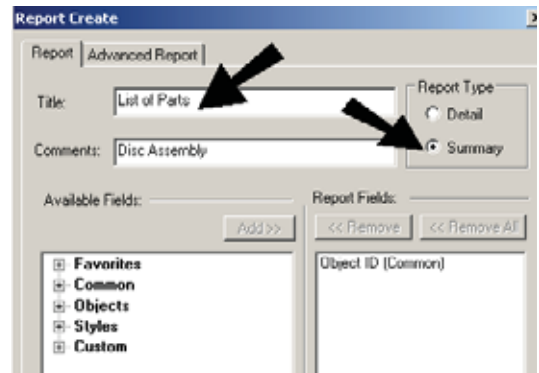 Report Create
Report
Advanced Report
Title:
List of Parts
Report Type
Detail
Summary
Comments:
Disc Assembly
Available Fields:
Report Fields:
Add >>
<< Remove
<< Remove All
Favorites
Common
Objects
Styles
Custom
Object ID (Common)